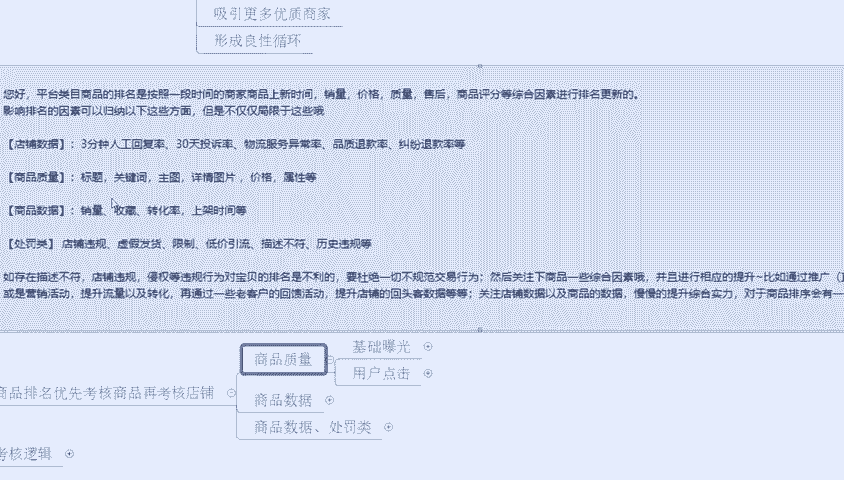 吸引更多优质商家
形成良性循环
您好，平台类目商品的排名是按照一段时间的商家商品上新时间，销量，价格，质量，售后，商品评分等综合因素进行排名更新的。
影响排名的因素可以归纳以下这些方面，但是不仅仅局限于这些哦
【店铺数据】：3分钟人工回复率、30天投诉率、物流服务异常率、品质退款率、纠纷退款率等
【商品质量】：标题，关键词，主图，详情图片，价格，属性等
【商品数据】：销量、收藏、转化率，上架时间等
【处罚类】 店铺违规、虚假发货、限制、低价引流、描述不符、历史违规等
如存在描述不符，店铺违规，侵权等违规行为对宝贝的排名是不利的，要杜绝一切不规范交易行为；然后关注下商品一些综合因素哦，并且进行相应的提升~比如通过推广（
或是营销活动，提升流量以及转化，再通过一些老客户的回馈活动，提升店铺的回头客数据等等；关注店铺数据以及商品的数据，慢慢的提升综合实力，对于商品排序会有一
基础曝光
商品质量
用户点击
商品排名优先考核商品再考核店铺
商品数据
商品数据、处罚类
考核逻辑